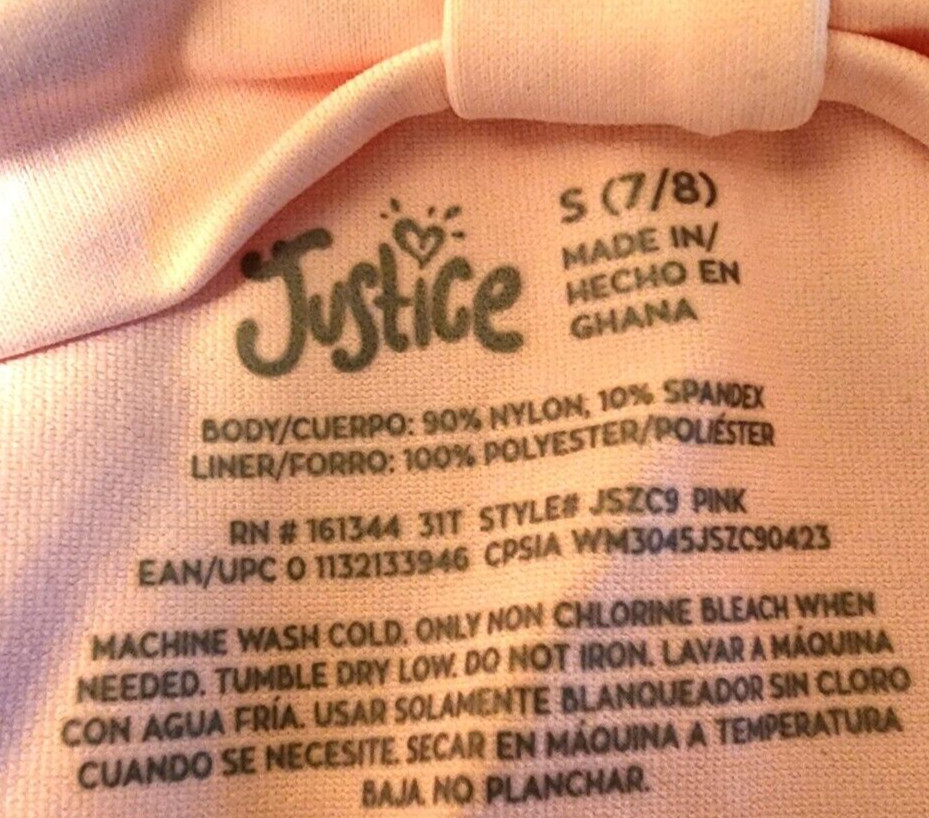 Justice
S (7/8)
MADE IN/
HECHO EN
GHANA
BODY/CUERPO: 90% NYLON, 10% SPANDEX
LINER/FORRO: 100% POLYESTER/POLIÉSTER
RN # 161344 31T STYLE# JSZC9 PINK
EAN/UPC 0 1132133946 CPSIA WM3045JSZC90423
MACHINE WASH COLD. ONLY NON CHLORINE BLEACH WHEN
NEEDED. TUMBLE DRY LOW. DO NOT IRON. LAVAR A MÁQUINA
CON AGUA FRÍA. USAR SOLAMENTE BLANQUEADOR SIN CLORO
CUANDO SE NECESITE. SECAR EN MÁQUINA A TEMPERATURA
BAJA. NO PLANCHAR.